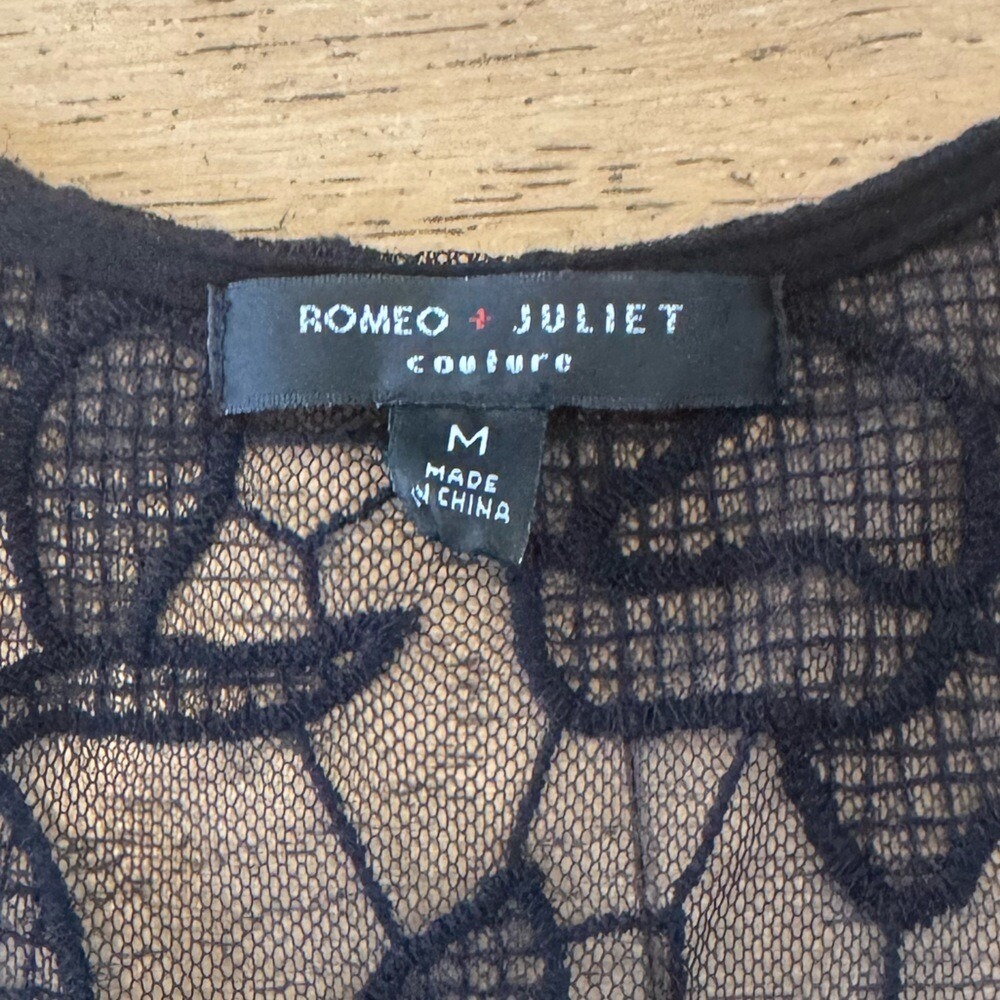 ROMEO + JULIET
couture
M
MADE
IN CHINA